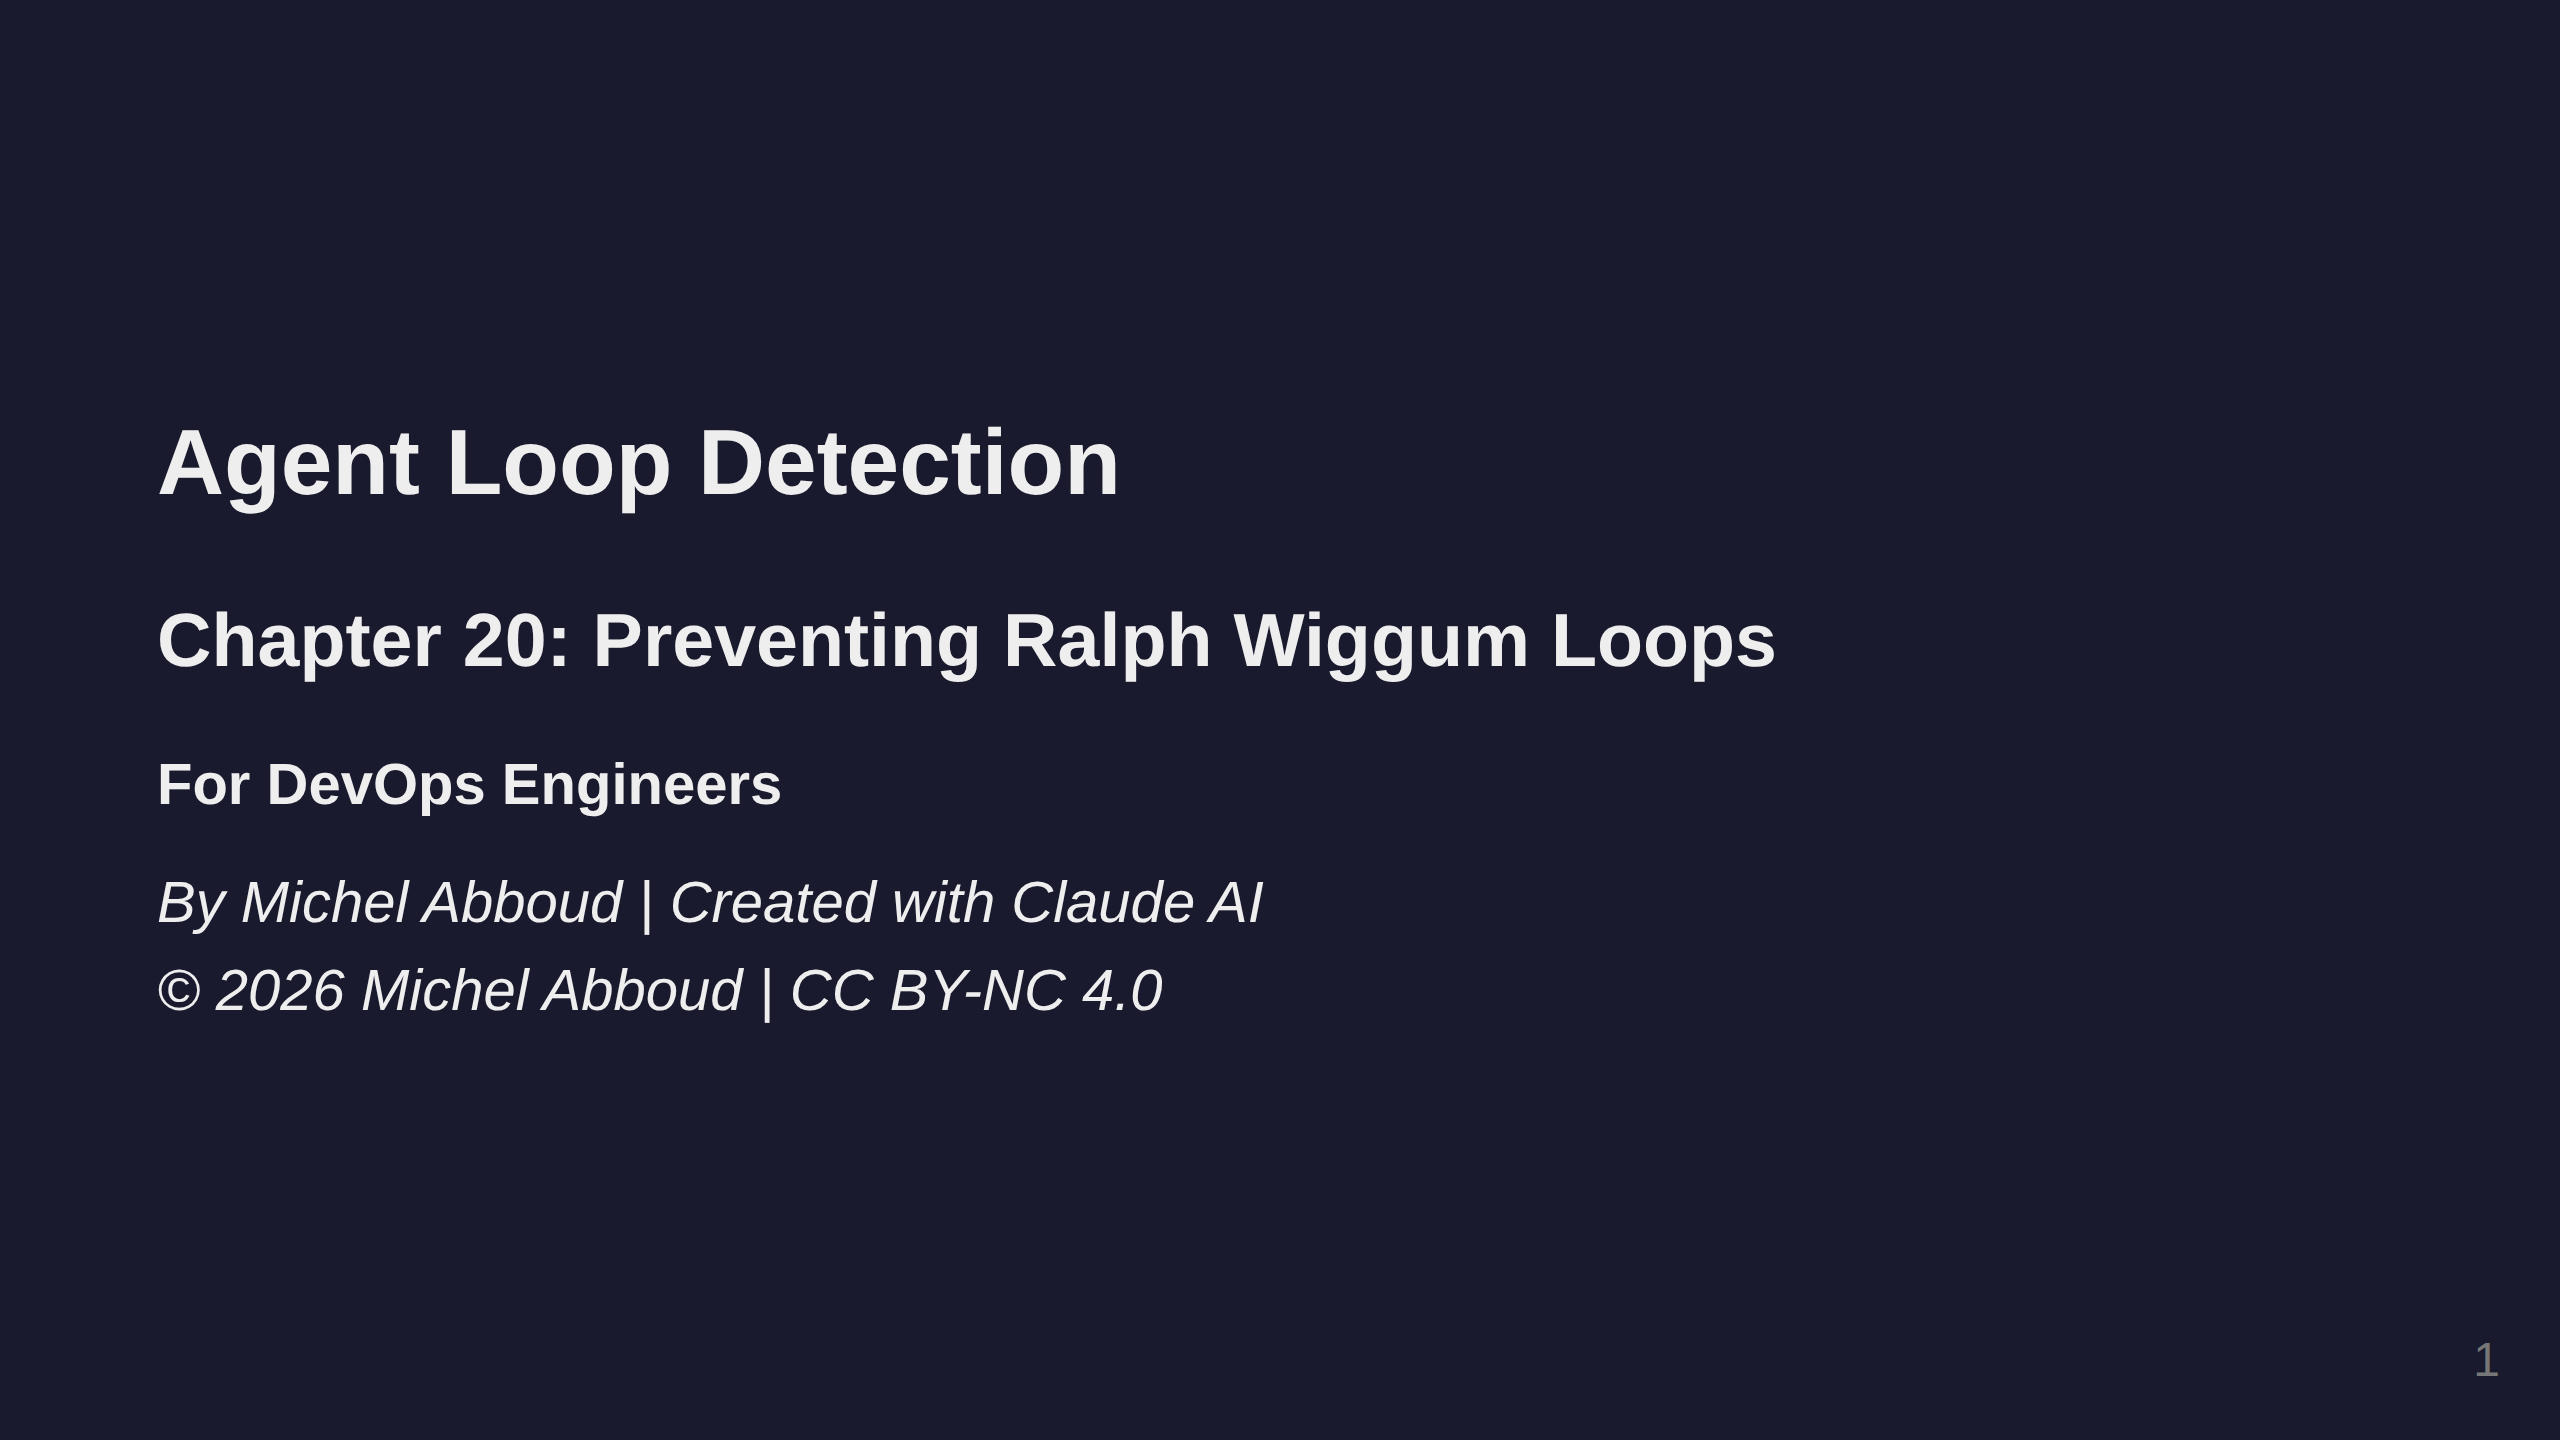 Agent Loop Detection
Chapter 20: Preventing Ralph Wiggum Loops
For DevOps Engineers
By Michel Abboud | Created with Claude AI
© 2026 Michel Abboud | CC BY-NC 4.0
1